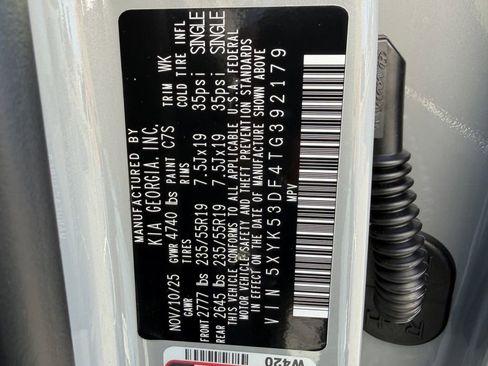 MANUFACTURED BY
KIA GEORGIA, INC.
NOV/10/25 GVWR 4740 lbs PAINT C7S TRIM WK
GAWR TIRES RIMS COLD TIRE INFL
FRONT 2777 lbs 235/55R19 7.5Jx19 35psi SINGLE
REAR 2645 lbs 235/55R19 7.5Jx19 35psi SINGLE
THIS VEHICLE CONFORMS TO ALL APPLICABLE U.S.A. FEDERAL
MOTOR VEHICLE SAFETY AND THEFT PREVENTION STANDARDS
IN EFFECT ON THE DATE OF MANUFACTURE SHOWN ABOVE
VIN 5XYK53DF4TG392179
MPV
W420